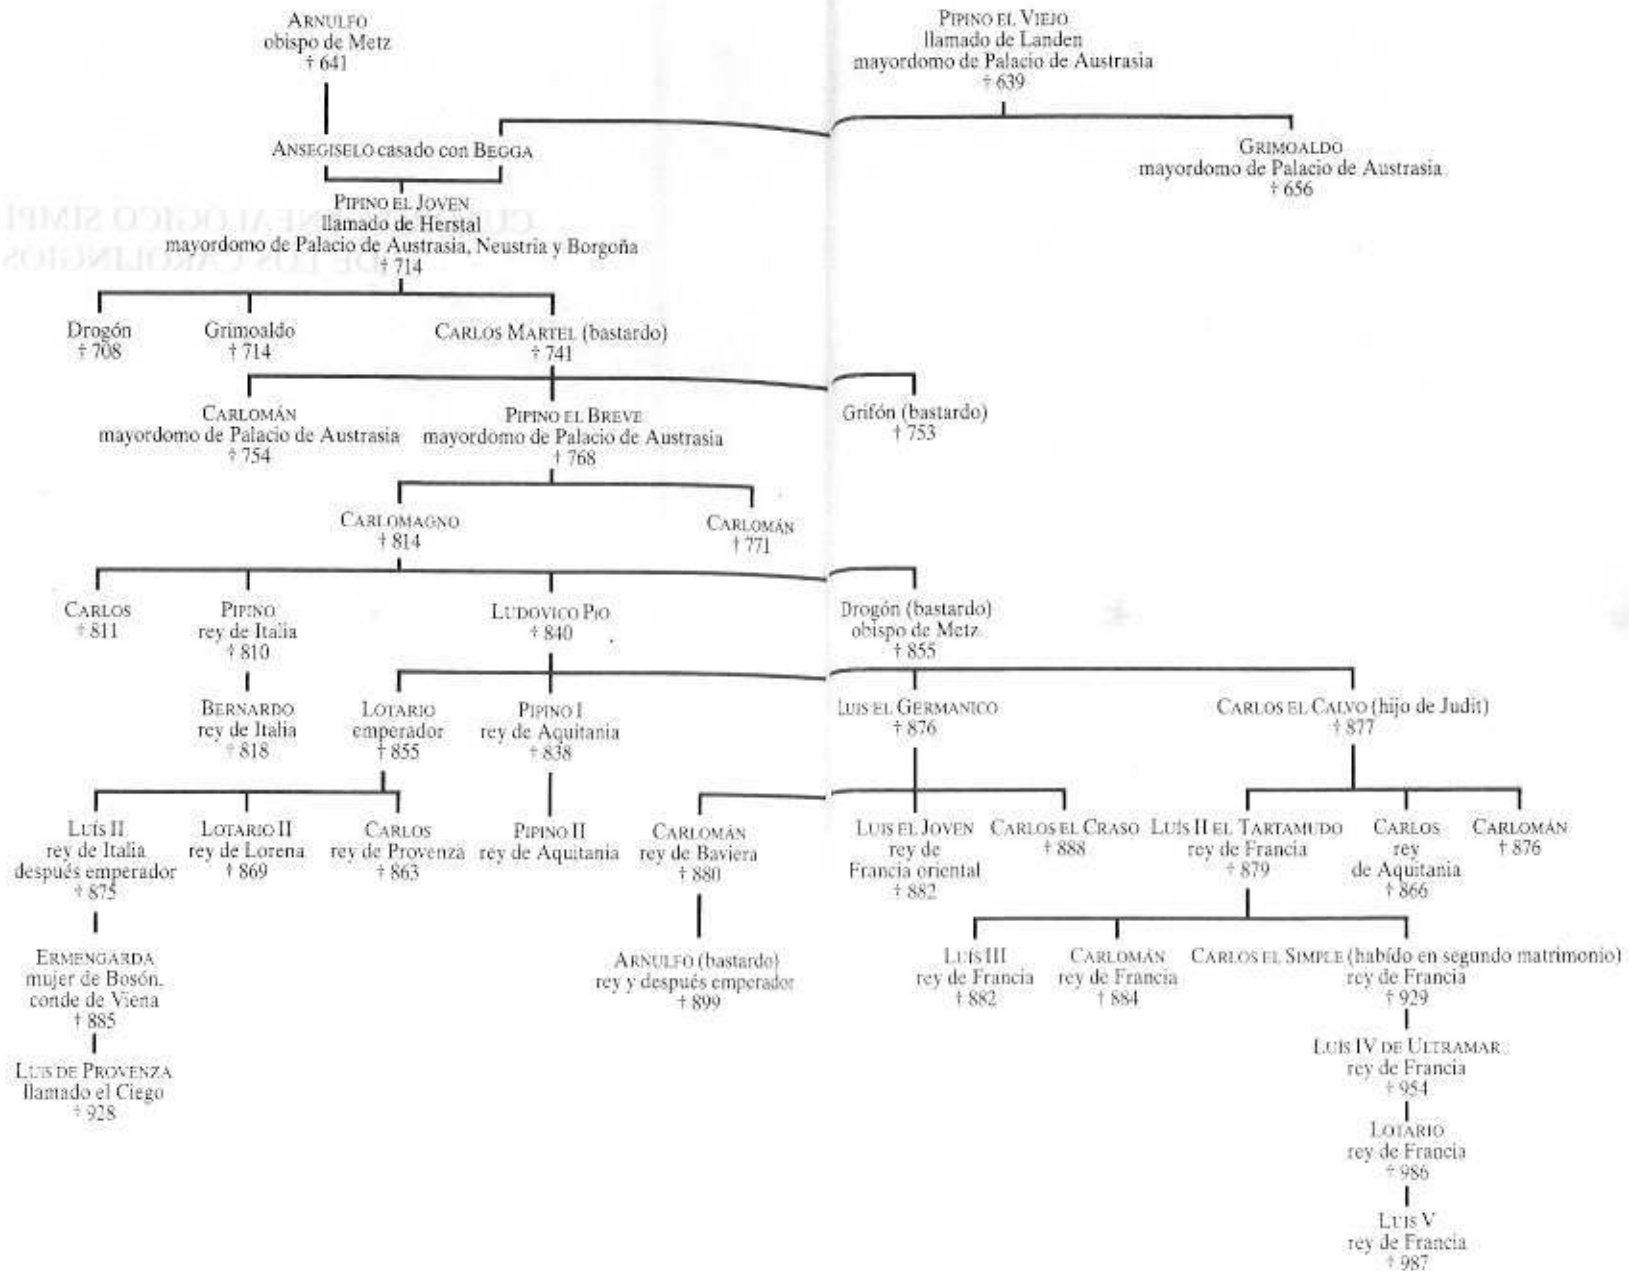 ARNULFO
obispo de Metz
† 641
PIPINO EL VIEJO
llamado de Landen
mayordomo de Palacio de Austrasia
† 639
ANSEGISELO casado con BEGGA
GRIMOALDO
mayordomo de Palacio de Austrasia
† 656
PIPINO EL JOVEN
llamado de Herstal
mayordomo de Palacio de Austrasia, Neustria y Borgoña
† 714
Drogón
† 708
Grimoaldo
† 714
CARLOS MARTEL (bastardo)
† 741
CARLOMÁN
mayordomo de Palacio de Austrasia
† 754
PIPINO EL BREVE
mayordomo de Palacio de Austrasia
† 768
Grifón (bastardo)
† 753
CARLOMAGNO
† 814
CARLOMÁN
† 771
CARLOS
† 811
PIPINO
rey de Italia
† 810
LUDOVICO PIO
† 840
Drogón (bastardo)
obispo de Metz
† 855
BERNARDO
rey de Italia
† 818
LOTARIO
emperador
† 855
PIPINO I
rey de Aquitania
† 838
LUIS EL GERMANICO
† 876
CARLOS EL CALVO (hijo de Judit)
† 877
LUIS II
rey de Italia
después emperador
† 875
LOTARIO II
rey de Lorena
† 869
CARLOS
rey de Provenza
† 863
PIPINO II
rey de Aquitania
CARLOMÁN
rey de Baviera
† 880
LUIS EL JOVEN
rey de
Francia oriental
† 882
CARLOS EL CRASO
† 888
LUÍS II EL TARTAMUDO
rey de Francia
† 879
CARLOS
rey
de Aquitania
† 866
CARLOMÁN
† 876
ERMENGARDA
mujer de Bosón,
conde de Viena
† 885
ARNULFO (bastardo)
rey y después emperador
† 899
LUÍS III
rey de Francia
† 882
CARLOMÁN
rey de Francia
† 884
CARLOS EL SIMPLE (habído en segundo matrimonio)
rey de Francia
† 929
LUIS DE PROVENZA
llamado el Ciego
† 928
LUIS IV DE ULTRAMAR
rey de Francia
† 954
LOTARIO
rey de Francia
† 986
LUIS V
rey de Francia
† 987